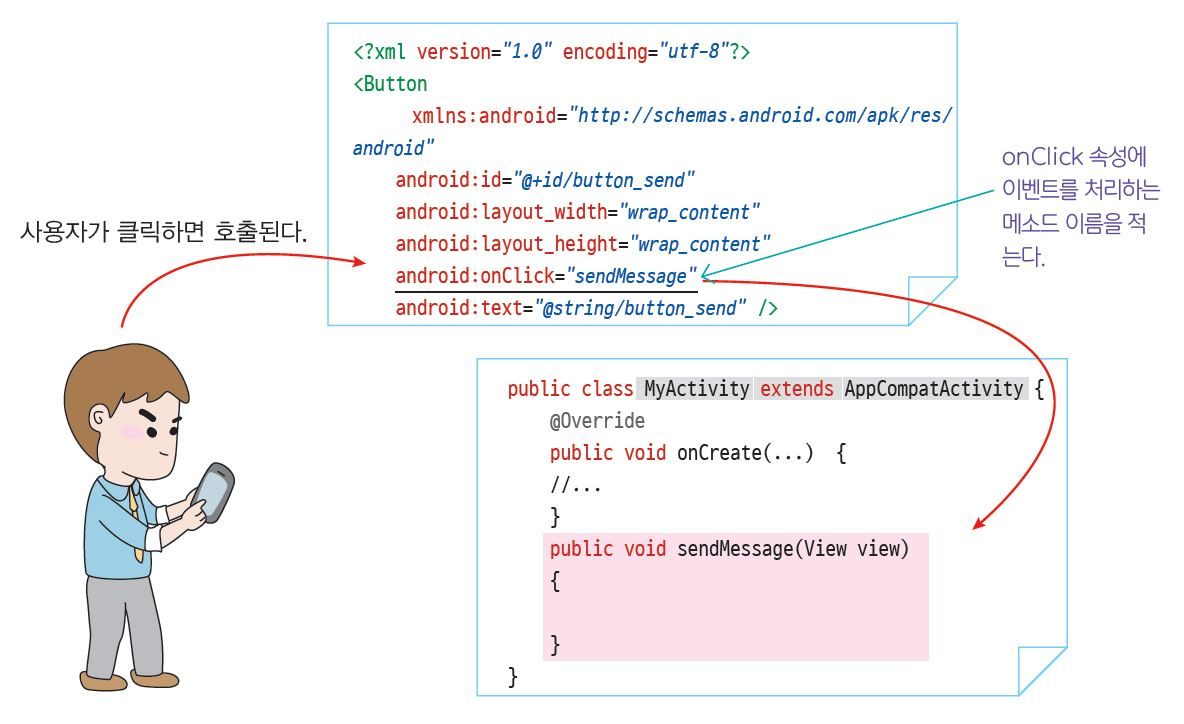 <?xml version="1.0" encoding="utf-8"?>
<Button
xmlns:android="http://schemas.android.com/apk/res/
android"
android:id="@+id/button_send"
android:layout_width="wrap_content"
android:layout_height="wrap_content"
android:onClick="sendMessage"
android:text="@string/button_send" />
onClick 속성에
이벤트를 처리하는
메소드 이름을 적
는다.
사용자가 클릭하면 호출된다.
public class MyActivity extends AppCompatActivity {
@Override
public void onCreate(...) {
//...
}
public void sendMessage(View view)
{
}
}